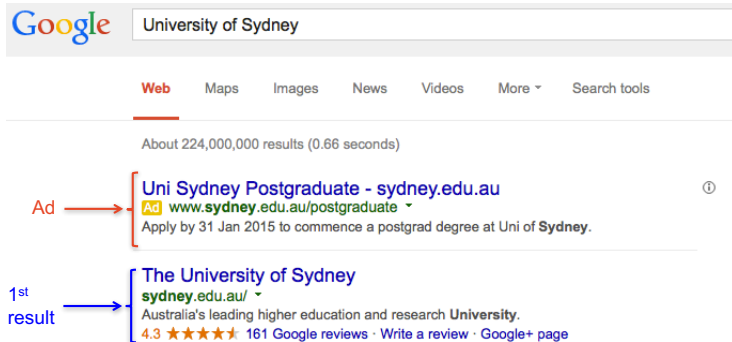 Google University of Sydney
Web Maps Images News Videos More Search tools
About 224,000,000 results (0.66 seconds)
Uni Sydney Postgraduate - sydney.edu.au
Ad
Ad www.sydney.edu.au/postgraduate
Apply by 31 Jan 2015 to commence a postgrad degree at Uni of Sydney.
The University of Sydney
1st
result
sydney.edu.au/
Australia's leading higher education and research University.
4.3 ★★★★★ 161 Google reviews · Write a review · Google+ page